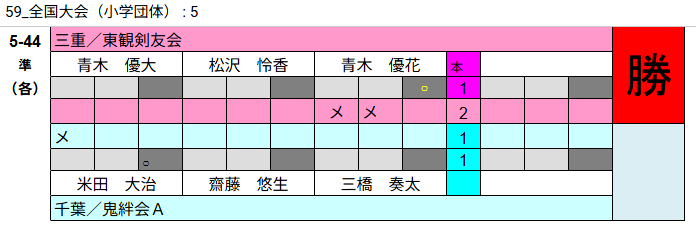 59_全国大会（小学団体）: 5
5-44 三重／東観剣友会
準 青木 優大 松沢 怜香 青木 優花 本 勝
（各） ○ 1
メ メ 2
メ 1
○ 1
米田 大治 齋藤 悠生 三橋 奏太
千葉／鬼絆会Ａ